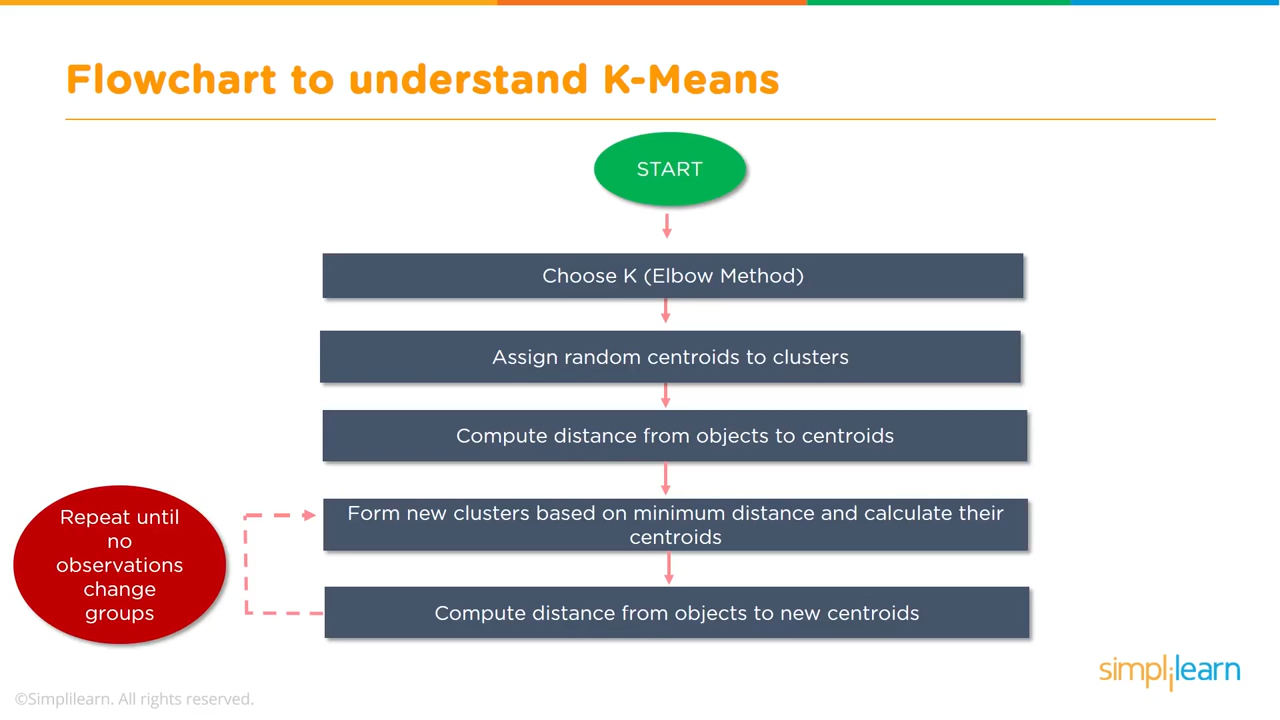 Flowchart to understand K-Means
START
Choose K (Elbow Method)
Assign random centroids to clusters
Compute distance from objects to centroids
Repeat until
no
observations
change
groups
Form new clusters based on minimum distance and calculate their
centroids
Compute distance from objects to new centroids
simplilearn
©Simplilearn. All rights reserved.